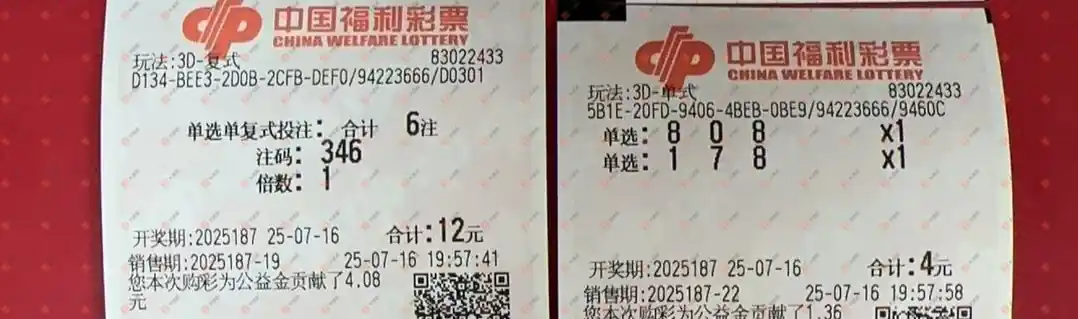 中国福利彩票
CHINA WELFARE LOTTERY
玩法:3D-复式 83022433
D134-BEE3-2D0B-2CFB-DEF0/94223666/D0301
单选单复式投注: 合计 6注
注码: 346
倍数: 1
开奖期:2025187 25-07-16 合计:12元
销售期:2025187-19 25-07-16 19:57:41
您本次购彩为公益金贡献了4.08
元
中国福利彩票
CHINA WELFARE LOTTERY
玩法:3D-单式 83022433
5B1E-20FD-9406-4BEB-0BE9/94223666/9460C
单选: 8 0 8 x1
单选: 1 7 8 x1
开奖期:2025187 25-07-16 合计:4元
销售期:2025187-22 25-07-16 19:57:58
您本次购彩为公益金贡献了1.36